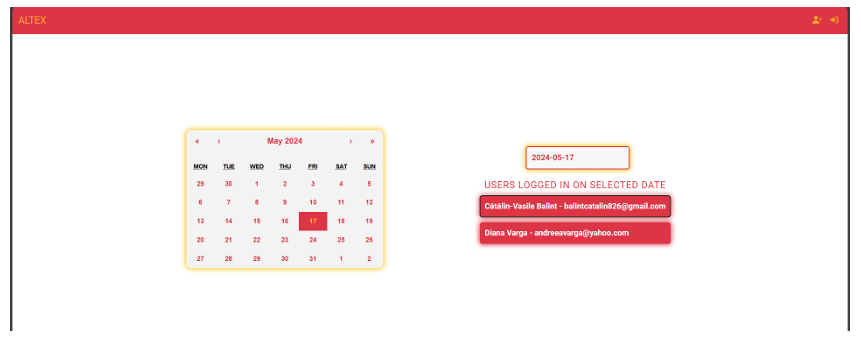 ALTEX
« ‹ May 2024 › »
MON TUE WED THU FRI SAT SUN
29 30 1 2 3 4 5
6 7 8 9 10 11 12
13 14 15 16 17 18 19
20 21 22 23 24 25 26
27 28 29 30 31 1 2
2024-05-17
USERS LOGGED IN ON SELECTED DATE
Cătălin-Vasile Balint - balintcatalin826@gmail.com
Diana Varga - andreeavarga@yahoo.com